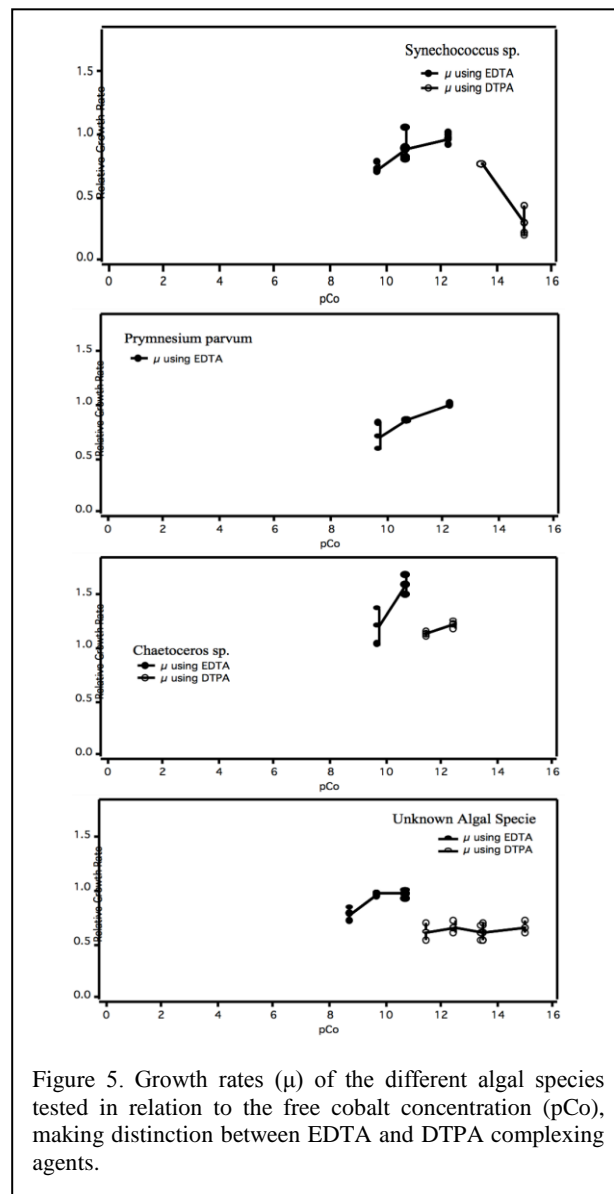 Synechococcus sp.
μ using EDTA
μ using DTPA
Relative Growth Rate
1.5
1.0
0.5
0.0
0 2 4 6 8 10 12 14 16
pCo
Prymnesium parvum
μ using EDTA
Relative Growth Rate
1.5
1.0
0.5
0.0
0 2 4 6 8 10 12 14 16
pCo
Chaetoceros sp.
μ using EDTA
μ using DTPA
Relative Growth Rate
1.5
1.0
0.5
0.0
0 2 4 6 8 10 12 14 16
pCo
Unknown Algal Specie
μ using EDTA
μ using DTPA
Relative Growth Rate
1.5
1.0
0.5
0.0
0 2 4 6 8 10 12 14 16
pCo
Figure 5. Growth rates (μ) of the different algal species
tested in relation to the free cobalt concentration (pCo),
making distinction between EDTA and DTPA complexing
agents.